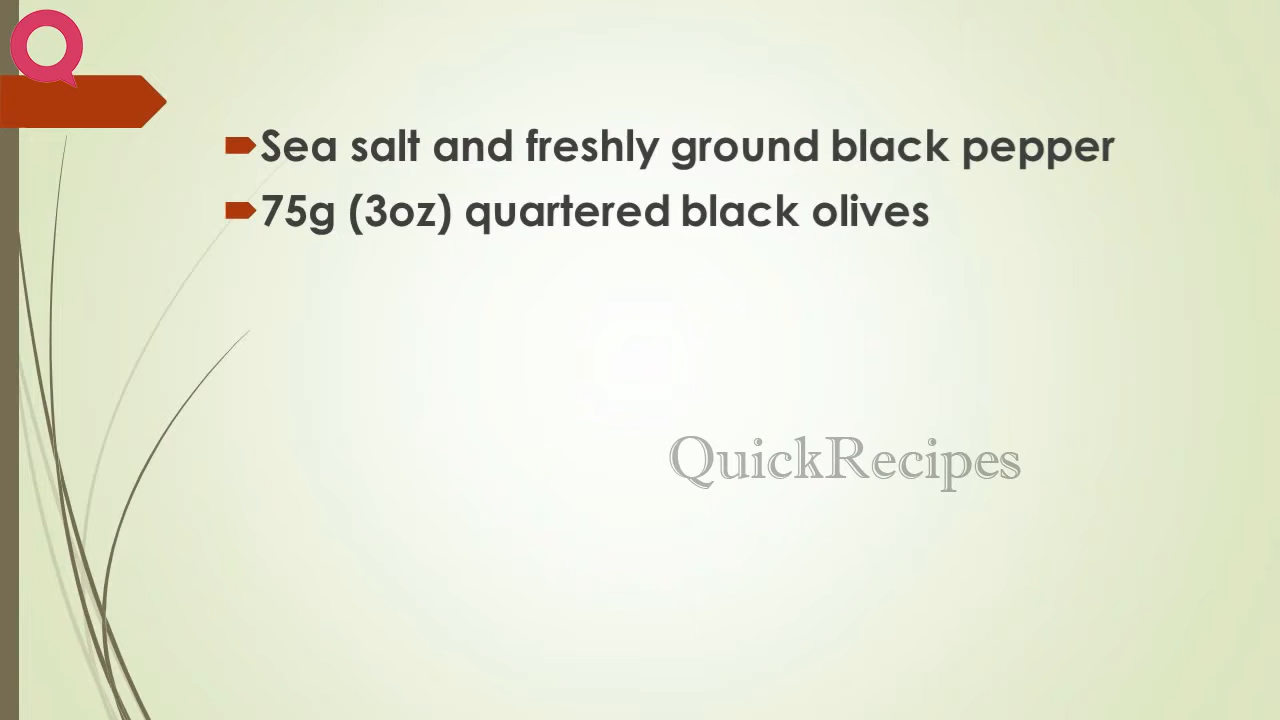 Sea salt and freshly ground black pepper
75g (3oz) quartered black olives
QuickRecipes